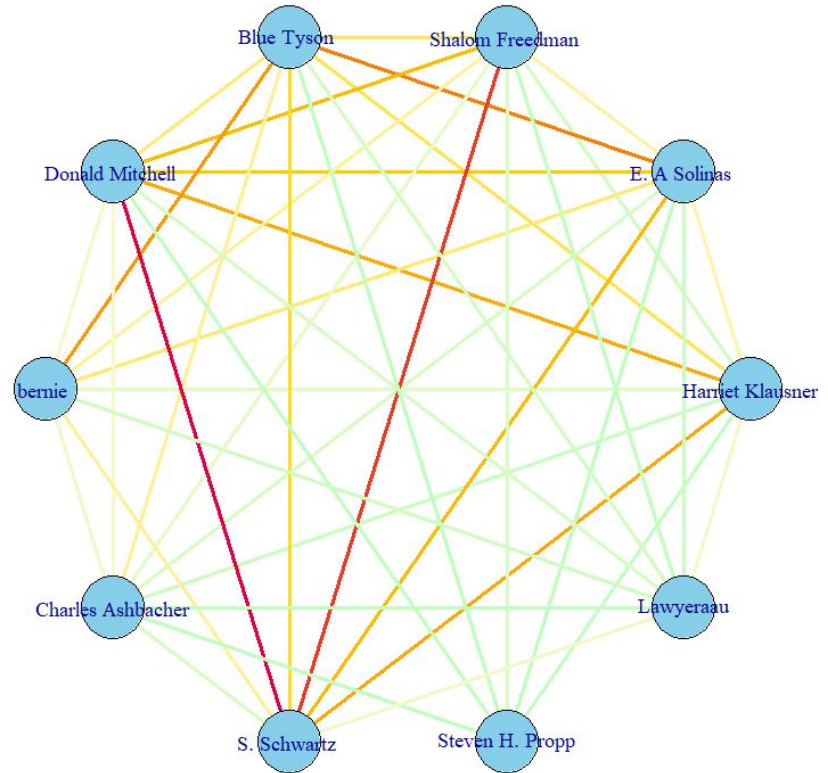 Blue Tyson
Shalom Freedman
Donald Mitchell
E. A Solinas
bernie
Harriet Klausner
Charles Ashbacher
Lawyeraau
S. Schwartz
Steven H. Propp